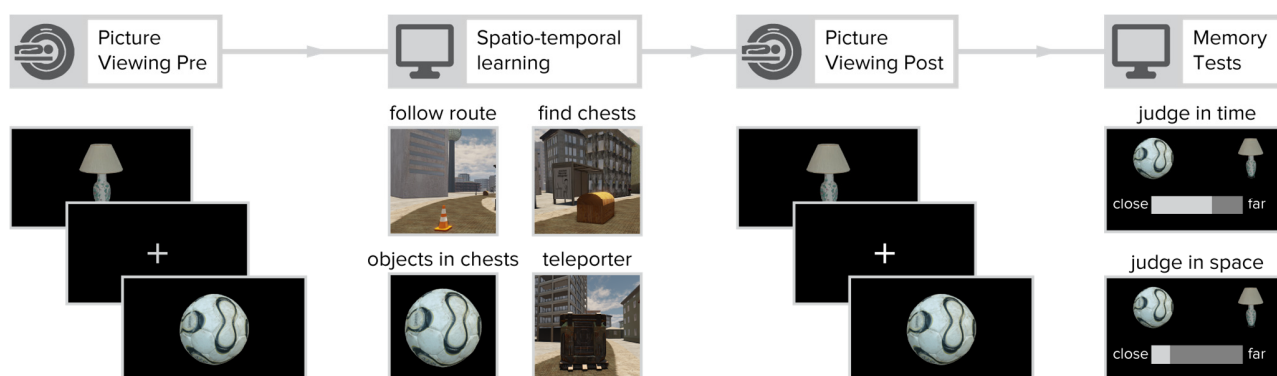 Picture
Viewing Pre
Spatio-temporal
learning
Picture
Viewing Post
Memory
Tests
follow route
find chests
objects in chests
teleporter
judge in time
close
far
judge in space
close
far